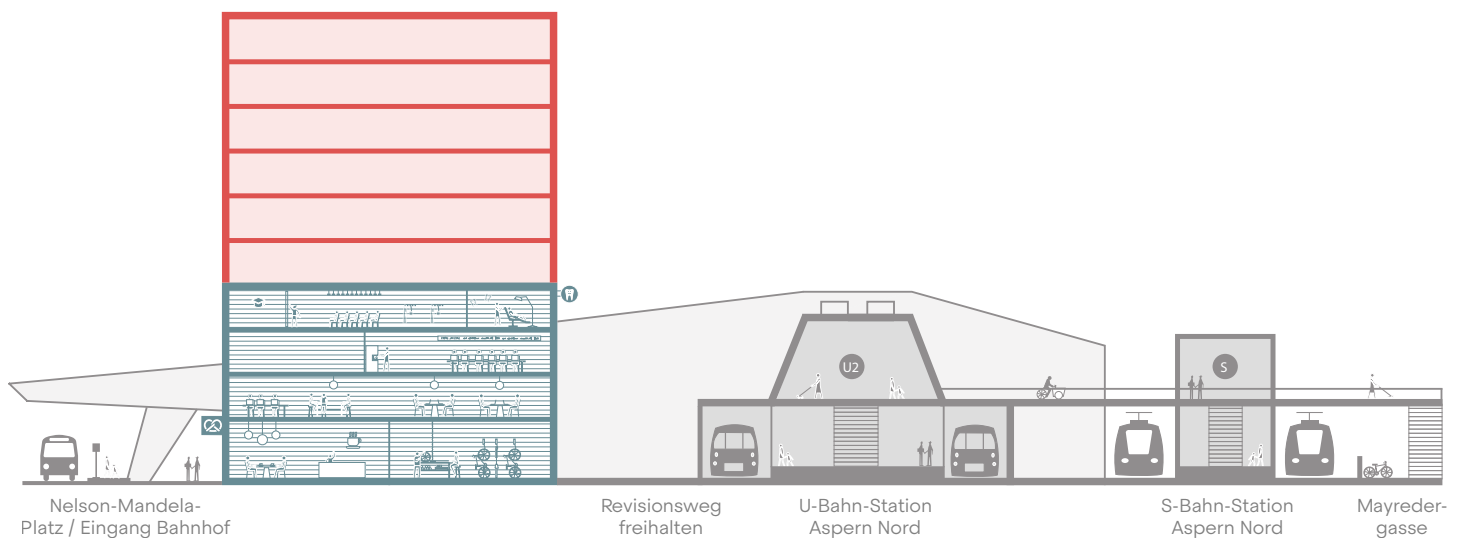 U2
S
Nelson-Mandela-
Platz / Eingang Bahnhof
Revisionsweg
freihalten
U-Bahn-Station
Aspern Nord
S-Bahn-Station
Aspern Nord
Mayreder-
gasse